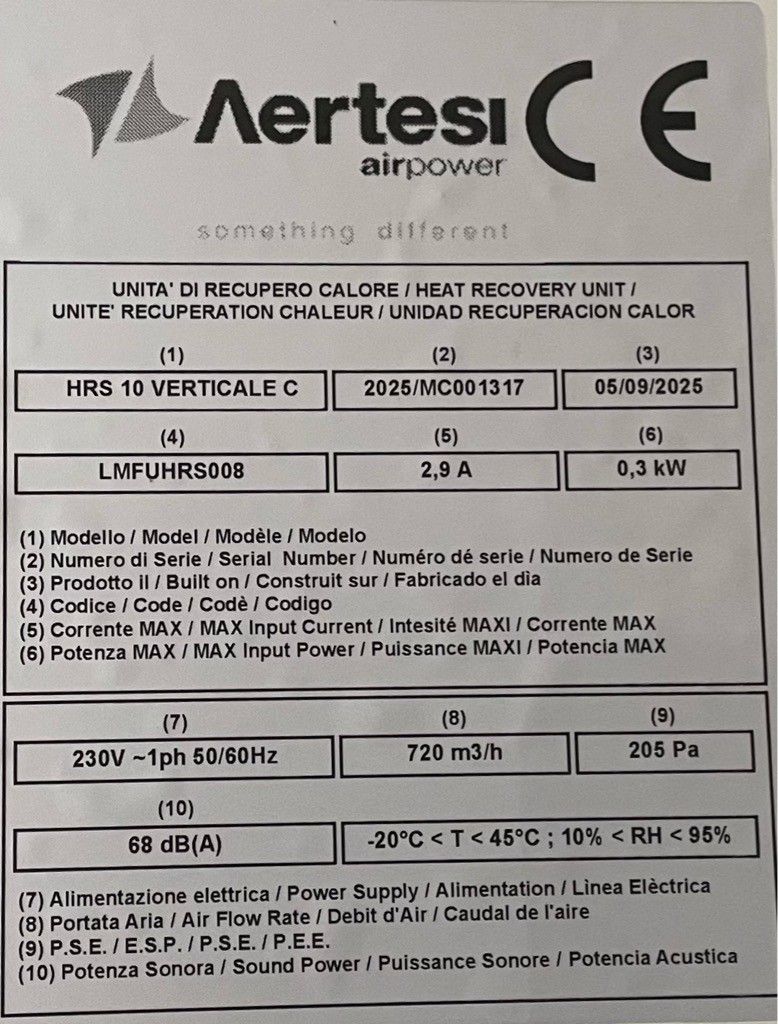 Aertesi CE
airpower
something different
UNITA' DI RECUPERO CALORE / HEAT RECOVERY UNIT /
UNITE' RECUPERATION CHALEUR / UNIDAD RECUPERACION CALOR
(1) (2) (3)
HRS 10 VERTICALE C 2025/MC001317 05/09/2025
(4) (5) (6)
LMFUHRS008 2,9 A 0,3 kW
(1) Modello / Model / Modèle / Modelo
(2) Numero di Serie / Serial Number / Numéro dé serie / Numero de Serie
(3) Prodotto il / Built on / Construit sur / Fabricado el dìa
(4) Codice / Code / Codè / Codigo
(5) Corrente MAX / MAX Input Current / Intesité MAXI / Corrente MAX
(6) Potenza MAX / MAX Input Power / Puissance MAXI / Potencia MAX
(7) (8) (9)
230V ~1ph 50/60Hz 720 m3/h 205 Pa
(10)
68 dB(A) -20°C < T < 45°C ; 10% < RH < 95%
(7) Alimentazione elettrica / Power Supply / Alimentation / Lìnea Elèctrica
(8) Portata Aria / Air Flow Rate / Debit d'Air / Caudal de l'aire
(9) P.S.E. / E.S.P. / P.S.E. / P.E.E.
(10) Potenza Sonora / Sound Power / Puissance Sonore / Potencia Acustica